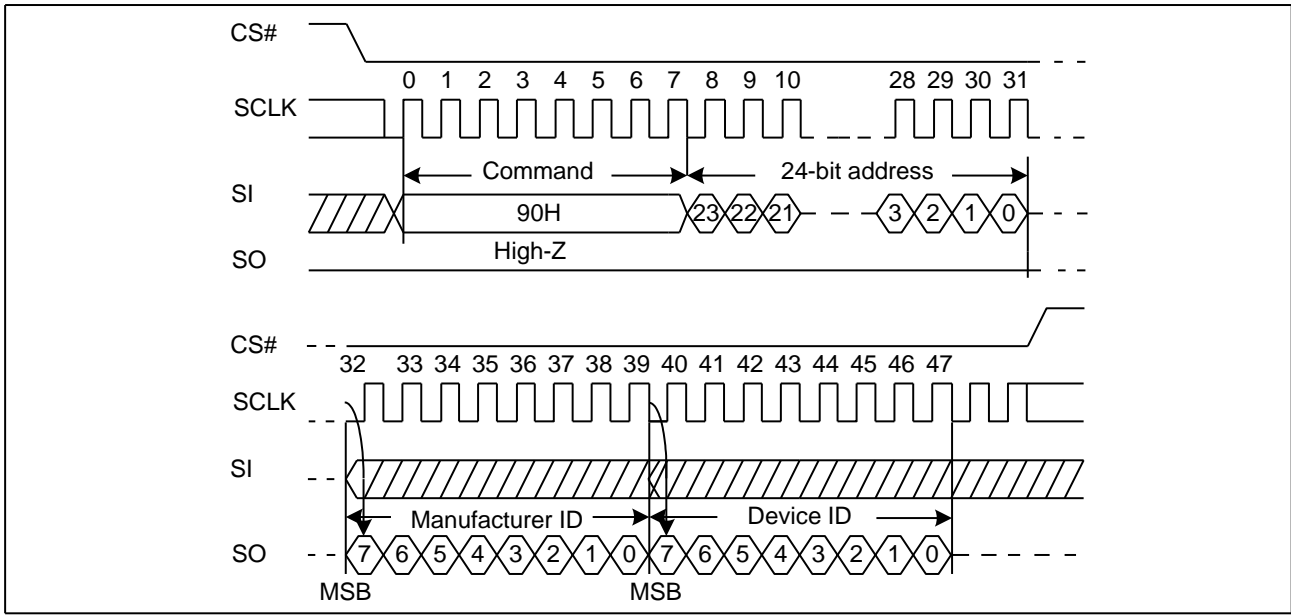 CS#
0 1 2 3 4 5 6 7 8 9 10 28 29 30 31
SCLK
Command 24-bit address
SI
90H 23 22 21 3 2 1 0
High-Z
SO
CS#
32 33 34 35 36 37 38 39 40 41 42 43 44 45 46 47
SCLK
SI
Manufacturer ID Device ID
SO 7 6 5 4 3 2 1 0 7 6 5 4 3 2 1 0
MSB MSB